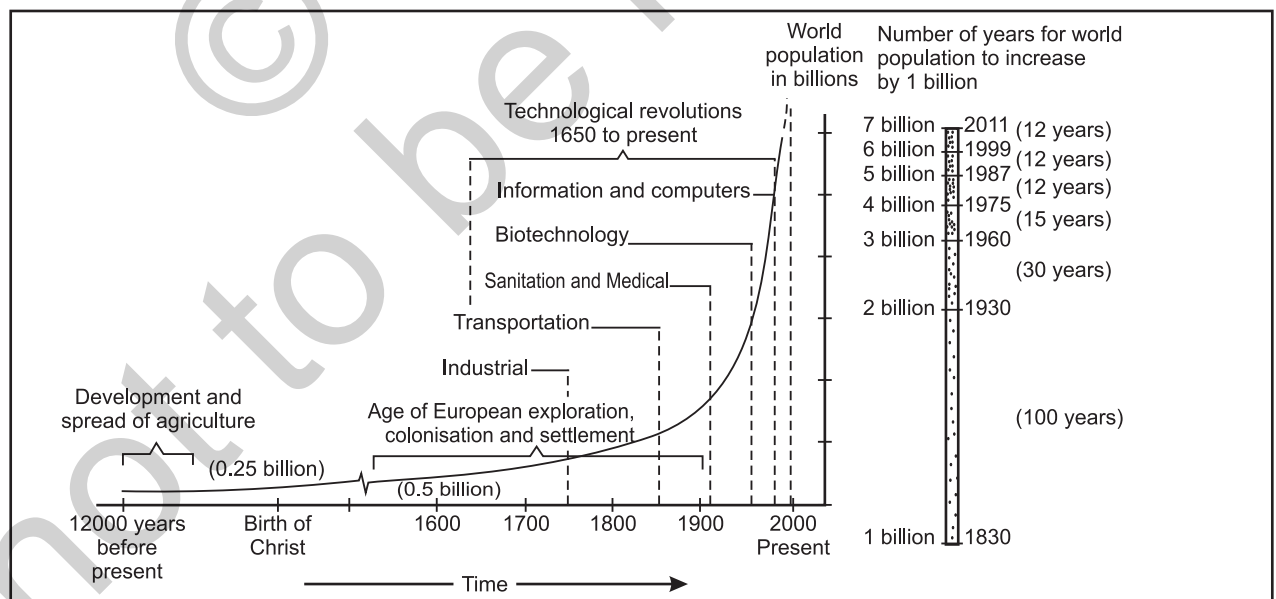 ©
not to be
World
population
in billions
Number of years for world
population to increase
by 1 billion
Technological revolutions
1650 to present
Information and computers
Biotechnology
Sanitation and Medical
Transportation
Industrial
Development and
spread of agriculture
Age of European exploration,
colonisation and settlement
(0.25 billion)
(0.5 billion)
12000 years
before
present
Birth of
Christ
1600
1700
1800
1900
2000
Present
Time
7 billion 2011
(12 years)
6 billion 1999
(12 years)
5 billion 1987
(12 years)
4 billion 1975
(15 years)
3 billion 1960
(30 years)
2 billion 1930
(100 years)
1 billion 1830